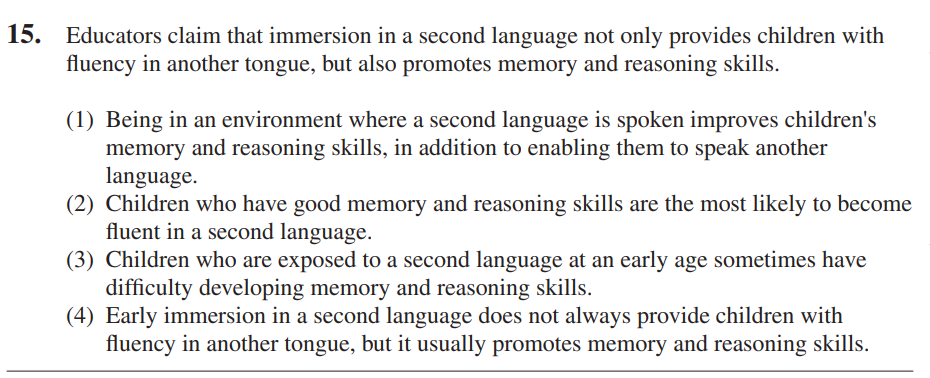 15. Educators claim that immersion in a second language not only provides children with
fluency in another tongue, but also promotes memory and reasoning skills.
(1) Being in an environment where a second language is spoken improves children's
memory and reasoning skills, in addition to enabling them to speak another
language.
(2) Children who have good memory and reasoning skills are the most likely to become
fluent in a second language.
(3) Children who are exposed to a second language at an early age sometimes have
difficulty developing memory and reasoning skills.
(4) Early immersion in a second language does not always provide children with
fluency in another tongue, but it usually promotes memory and reasoning skills.